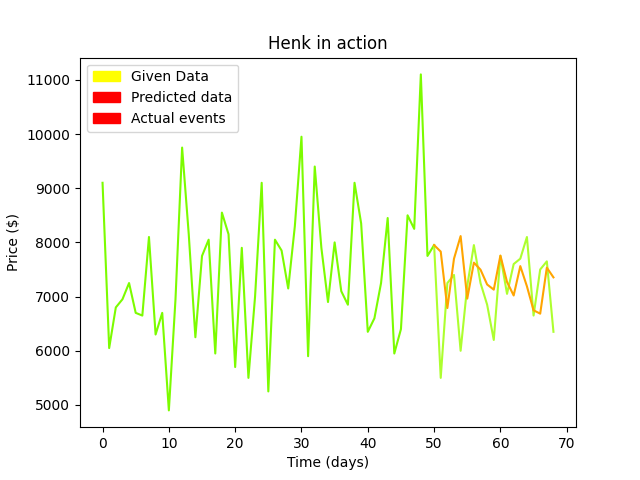 Henk in action
Given Data
Predicted data
Actual events
Price ($)
11000
10000
9000
8000
7000
6000
5000
0 10 20 30 40 50 60 70
Time (days)